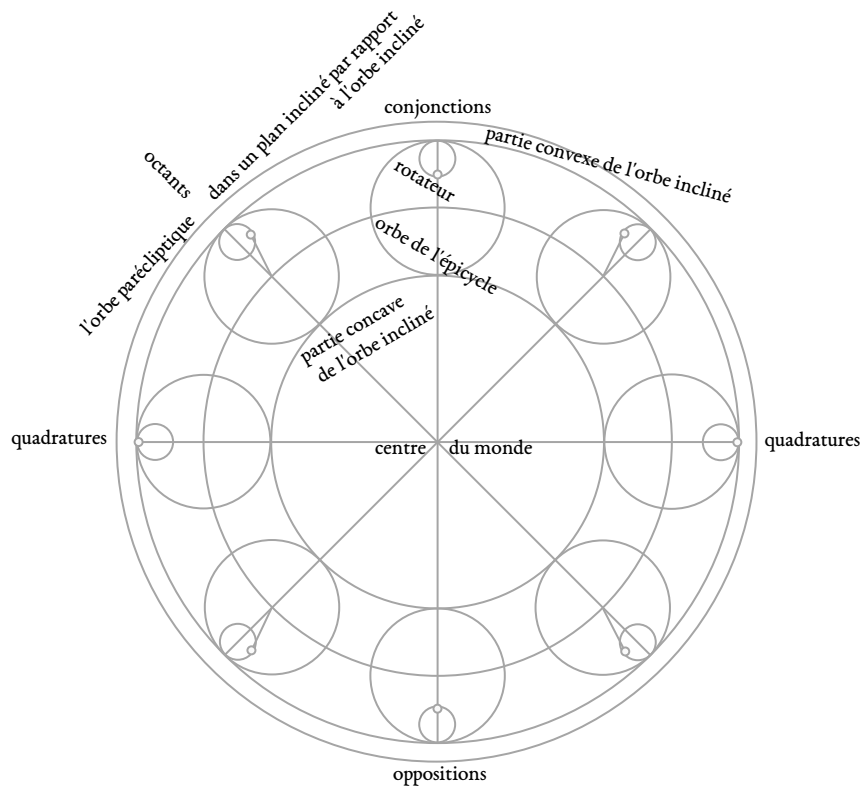 dans un plan incliné par rapport
à l'orbe incliné
conjonctions
partie convexe de l'orbe incliné
octants
rotateur
l'orbe parécliptique
orbe de l'épicycle
partie concave
de l'orbe incliné
quadratures
centre du monde
quadratures
oppositions